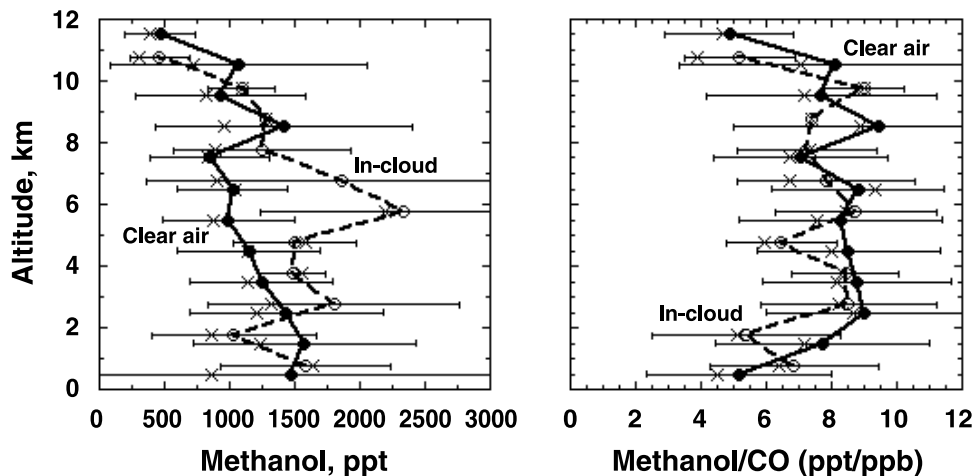 12
10
8
6
4
2
0
Altitude, km
In-cloud
Clear air
0 500 1000 1500 2000 2500 3000
Methanol, ppt
Clear air
In-cloud
0 2 4 6 8 10 12
Methanol/CO (ppt/ppb)